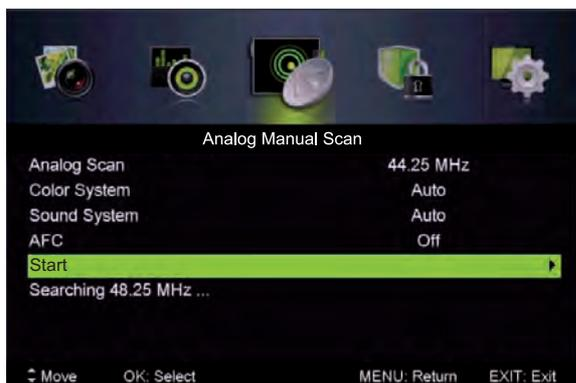 Analog Manual Scan
Analog Scan 44.25 MHz
Color System Auto
Sound System Auto
AFC Off
Start
Searching 48.25 MHz ...
Move OK: Select MENU: Return EXIT: Exit